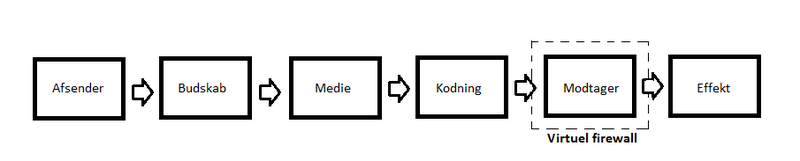 Afsender
Budskab
Medie
Kodning
Modtager
Effekt
Virtuel firewall